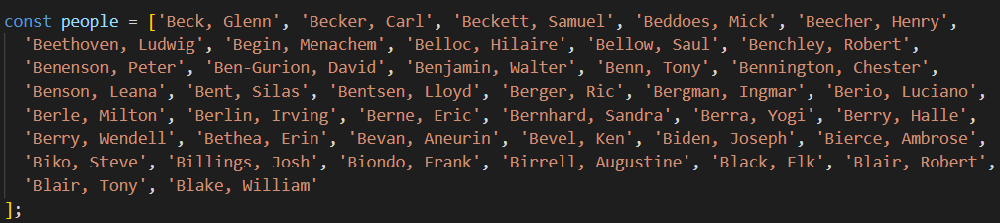 const people = ['Beck, Glenn', 'Becker, Carl', 'Beckett, Samuel', 'Beddoes, Mick', 'Beecher, Henry',
'Beethoven, Ludwig', 'Begin, Menachem', 'Belloc, Hilaire', 'Bellow, Saul', 'Benchley, Robert',
'Benenson, Peter', 'Ben-Gurion, David', 'Benjamin, Walter', 'Benn, Tony', 'Bennington, Chester',
'Benson, Leana', 'Bent, Silas', 'Bentsen, Lloyd', 'Berger, Ric', 'Bergman, Ingmar', 'Berio, Luciano',
'Berle, Milton', 'Berlin, Irving', 'Berne, Eric', 'Bernhard, Sandra', 'Berra, Yogi', 'Berry, Halle',
'Berry, Wendell', 'Bethea, Erin', 'Bevan, Aneurin', 'Bevel, Ken', 'Biden, Joseph', 'Bierce, Ambrose',
'Biko, Steve', 'Billings, Josh', 'Biondo, Frank', 'Birrell, Augustine', 'Black, Elk', 'Blair, Robert',
'Blair, Tony', 'Blake, William'
];